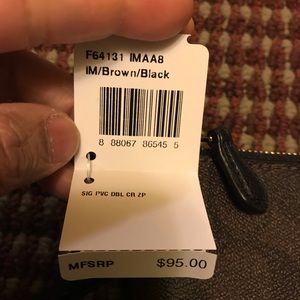 F64131 IMAA8
IM/Brown/Black
8 88067 86545 5
SIG PVC DBL CR ZP
MFSRP $95.00